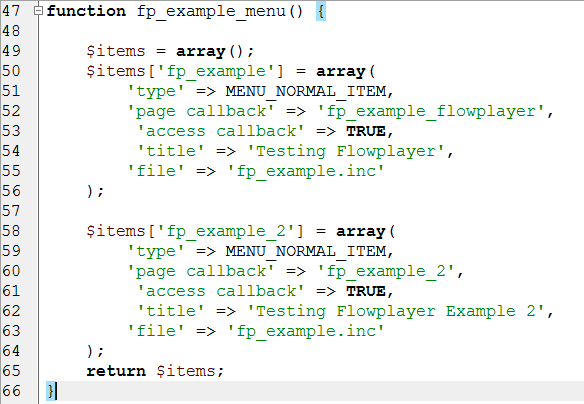 47 function fp_example_menu() {
48
49     $items = array();
50     $items['fp_example'] = array(
51         'type' => MENU_NORMAL_ITEM,
52         'page callback' => 'fp_example_flowplayer',
53          'access callback' => TRUE,
54          'title' => 'Testing Flowplayer',
55         'file' => 'fp_example.inc'
56     );
57
58     $items['fp_example_2'] = array(
59         'type' => MENU_NORMAL_ITEM,
60         'page callback' => 'fp_example_2',
61          'access callback' => TRUE,
62          'title' => 'Testing Flowplayer Example 2',
63         'file' => 'fp_example.inc'
64     );
65     return $items;
66 }